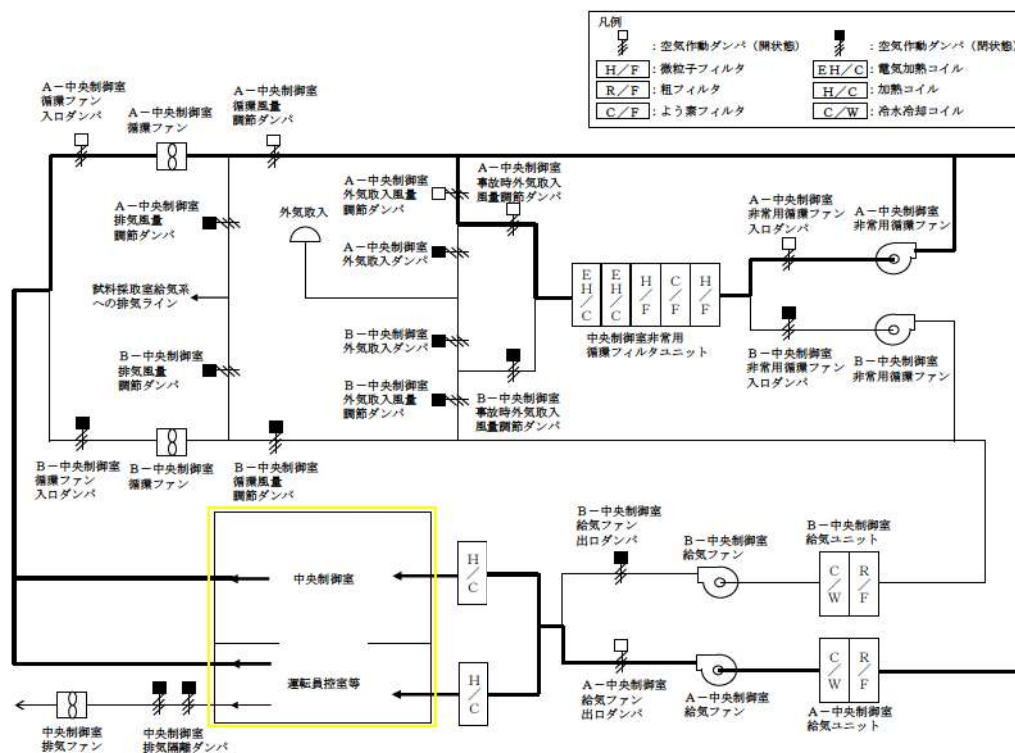 凡例
：空気作動ダンパ（開状態）
：空気作動ダンパ（閉状態）
H／F：微粒子フィルタ
EH／C：電気加熱コイル
R／F：粗フィルタ
H／C：加熱コイル
C／F：よう素フィルタ
C／W：冷水冷却コイル
A－中央制御室
循環ファン
入口ダンパ
A－中央制御室
循環ファン
A－中央制御室
循環風量
調節ダンパ
A－中央制御室
排気風量
調節ダンパ
外気取入
A－中央制御室
外気取入風量
調節ダンパ
A－中央制御室
事故時外気取入
風量調節ダンパ
A－中央制御室
外気取入ダンパ
A－中央制御室
非常用循環ファン
入口ダンパ
A－中央制御室
非常用循環ファン
試料採取室給気系
への排気ライン
EH／C
EH／C
H／F
C／F
H／F
中央制御室非常用
循環フィルタユニット
B－中央制御室
排気風量
調節ダンパ
B－中央制御室
外気取入ダンパ
B－中央制御室
外気取入風量
調節ダンパ
B－中央制御室
事故時外気取入
風量調節ダンパ
B－中央制御室
非常用循環ファン
入口ダンパ
B－中央制御室
非常用循環ファン
B－中央制御室
循環ファン
入口ダンパ
B－中央制御室
循環ファン
B－中央制御室
循環風量
調節ダンパ
中央制御室
運転員控室等
H／C
H／C
B－中央制御室
給気ファン
出口ダンパ
B－中央制御室
給気ファン
B－中央制御室
給気ユニット
C／W
R／F
A－中央制御室
給気ファン
出口ダンパ
A－中央制御室
給気ファン
C／W
R／F
A－中央制御室
給気ユニット
中央制御室
排気ファン
中央制御室
排気隔離ダンパ